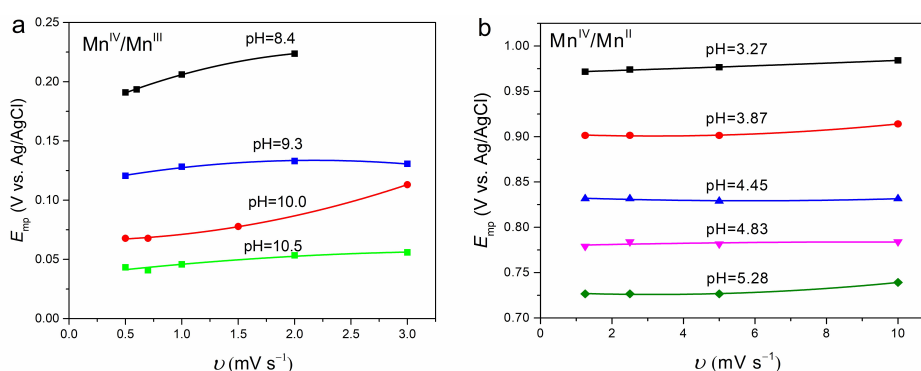 a
Mn^IV/Mn^III
pH=8.4
pH=9.3
pH=10.0
pH=10.5
0.25
0.20
0.15
0.10
0.05
0.00
E_mp (V vs. Ag/AgCl)
0.0 0.5 1.0 1.5 2.0 2.5 3.0
υ (mV s⁻¹)
b
Mn^IV/Mn^II
pH=3.27
pH=3.87
pH=4.45
pH=4.83
pH=5.28
1.00
0.95
0.90
0.85
0.80
0.75
0.70
E_mp (V vs. Ag/AgCl)
0 2 4 6 8 10
υ (mV s⁻¹)